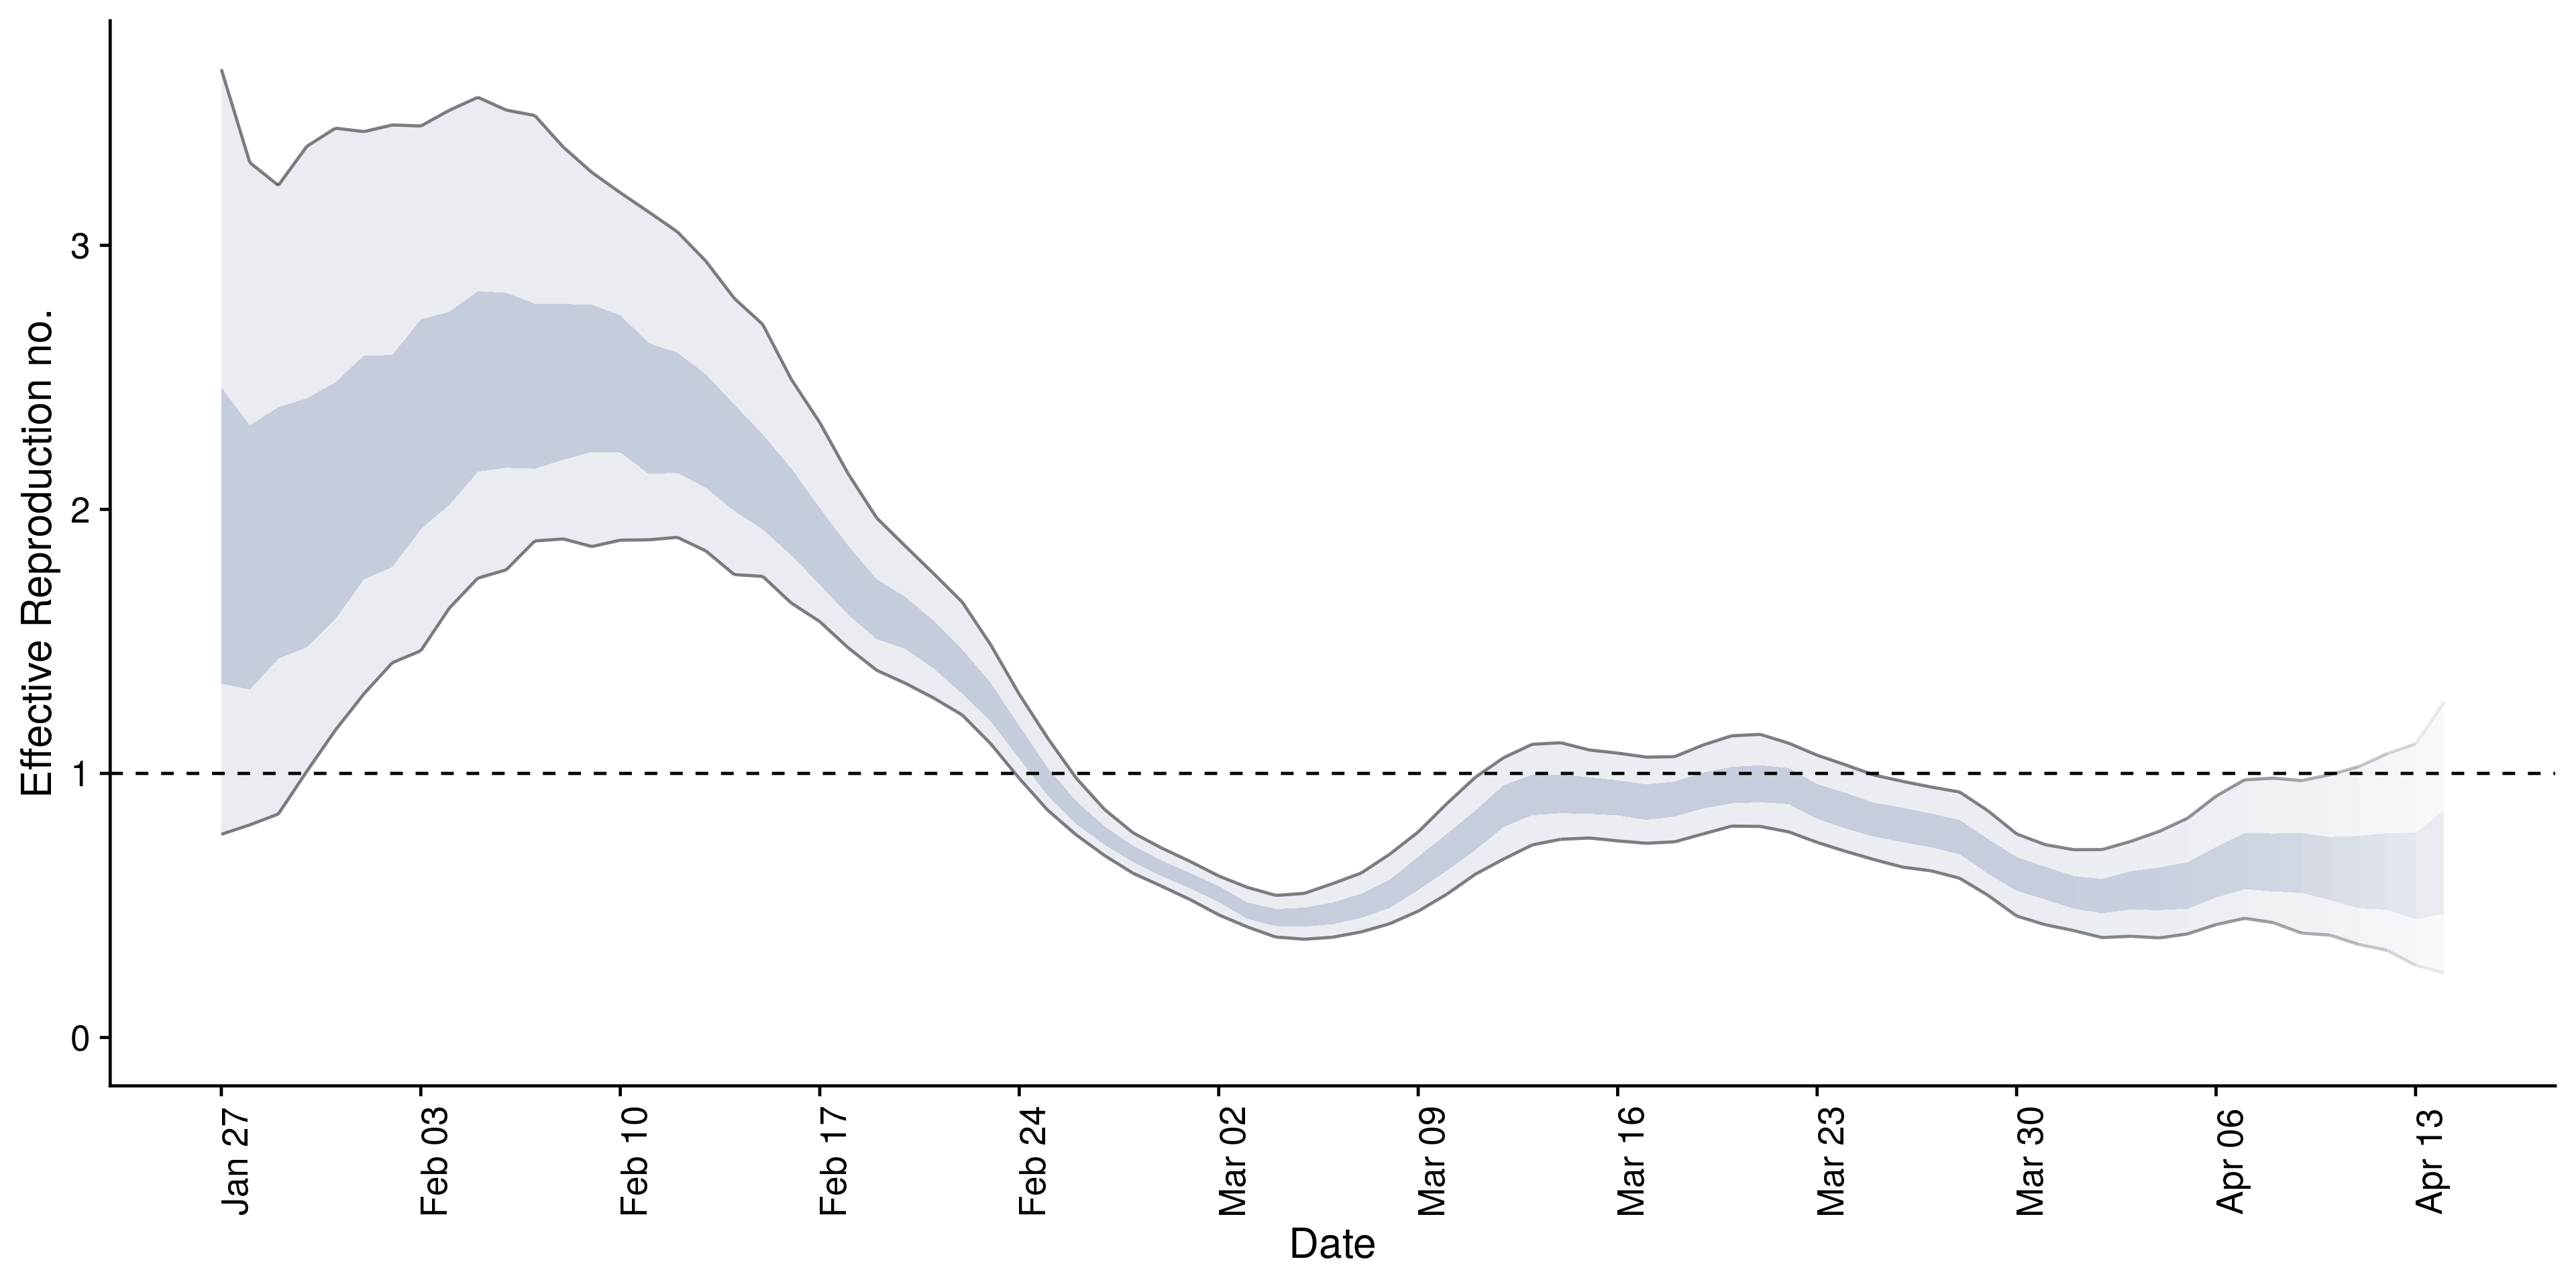 Effective Reproduction no.
3
2
1
0
Jan 27
Feb 03
Feb 10
Feb 17
Feb 24
Mar 02
Mar 09
Mar 16
Mar 23
Mar 30
Apr 06
Apr 13
Date